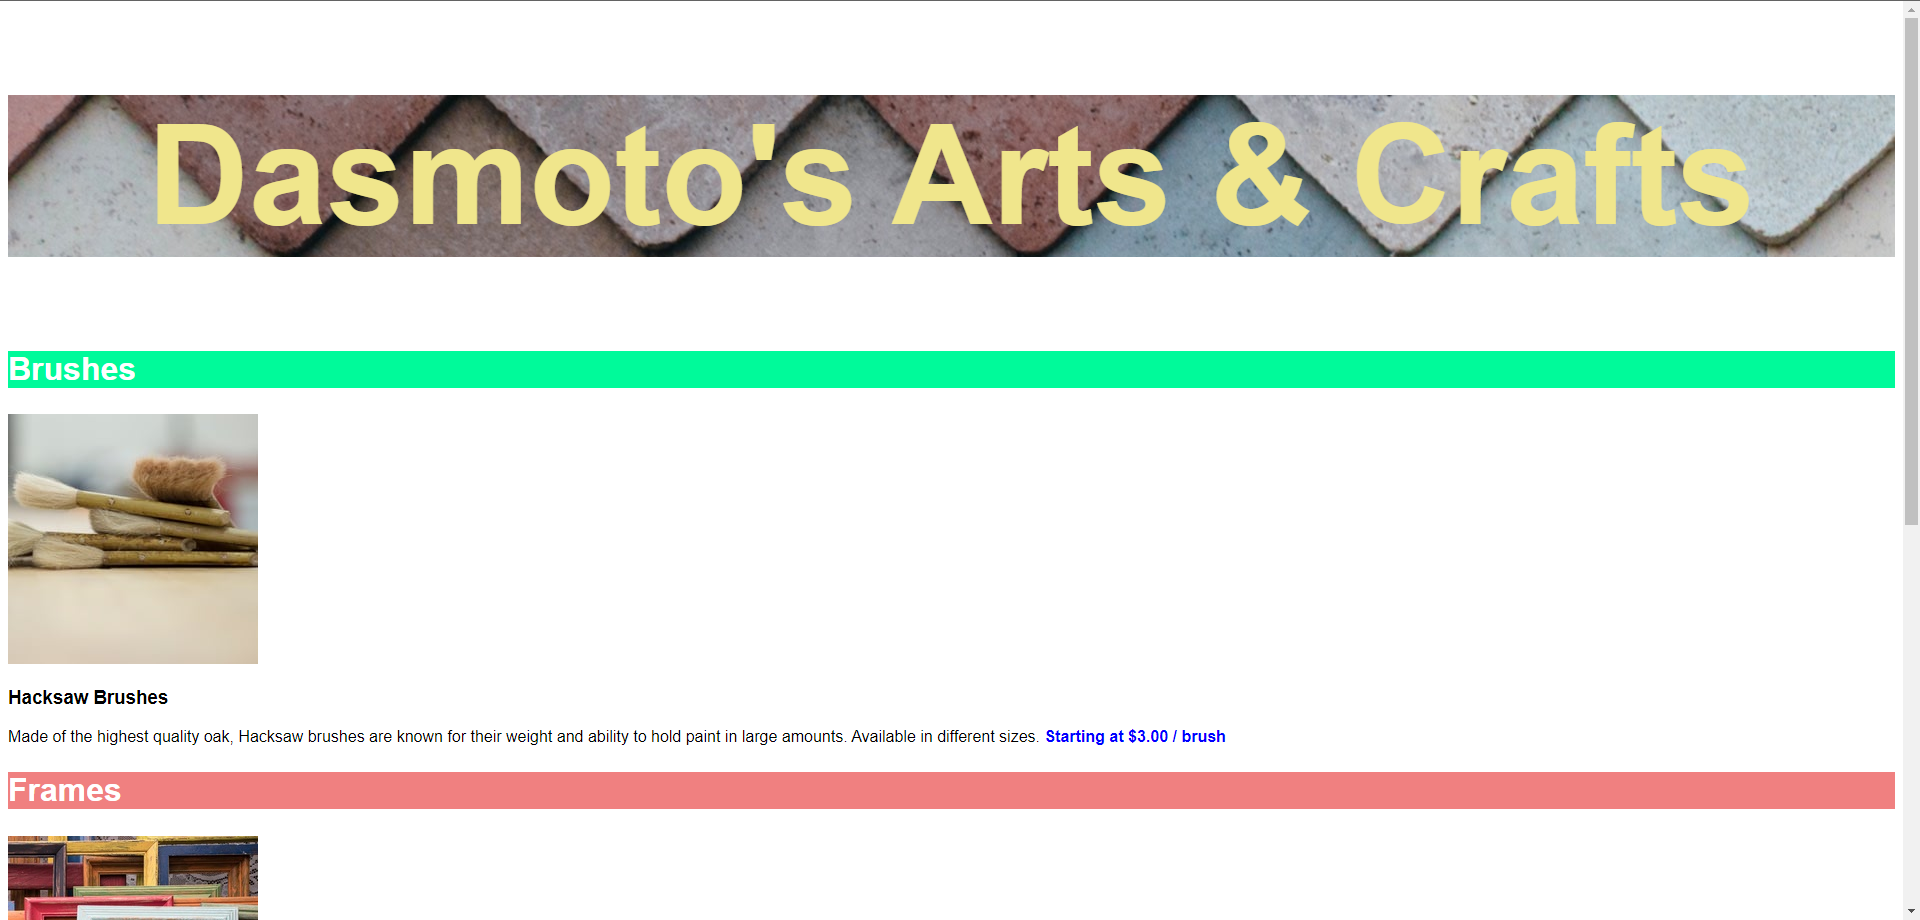 Dasmoto's Arts & Crafts
Brushes
Hacksaw Brushes
Made of the highest quality oak, Hacksaw brushes are known for their weight and ability to hold paint in large amounts. Available in different sizes. Starting at $3.00 / brush
Frames